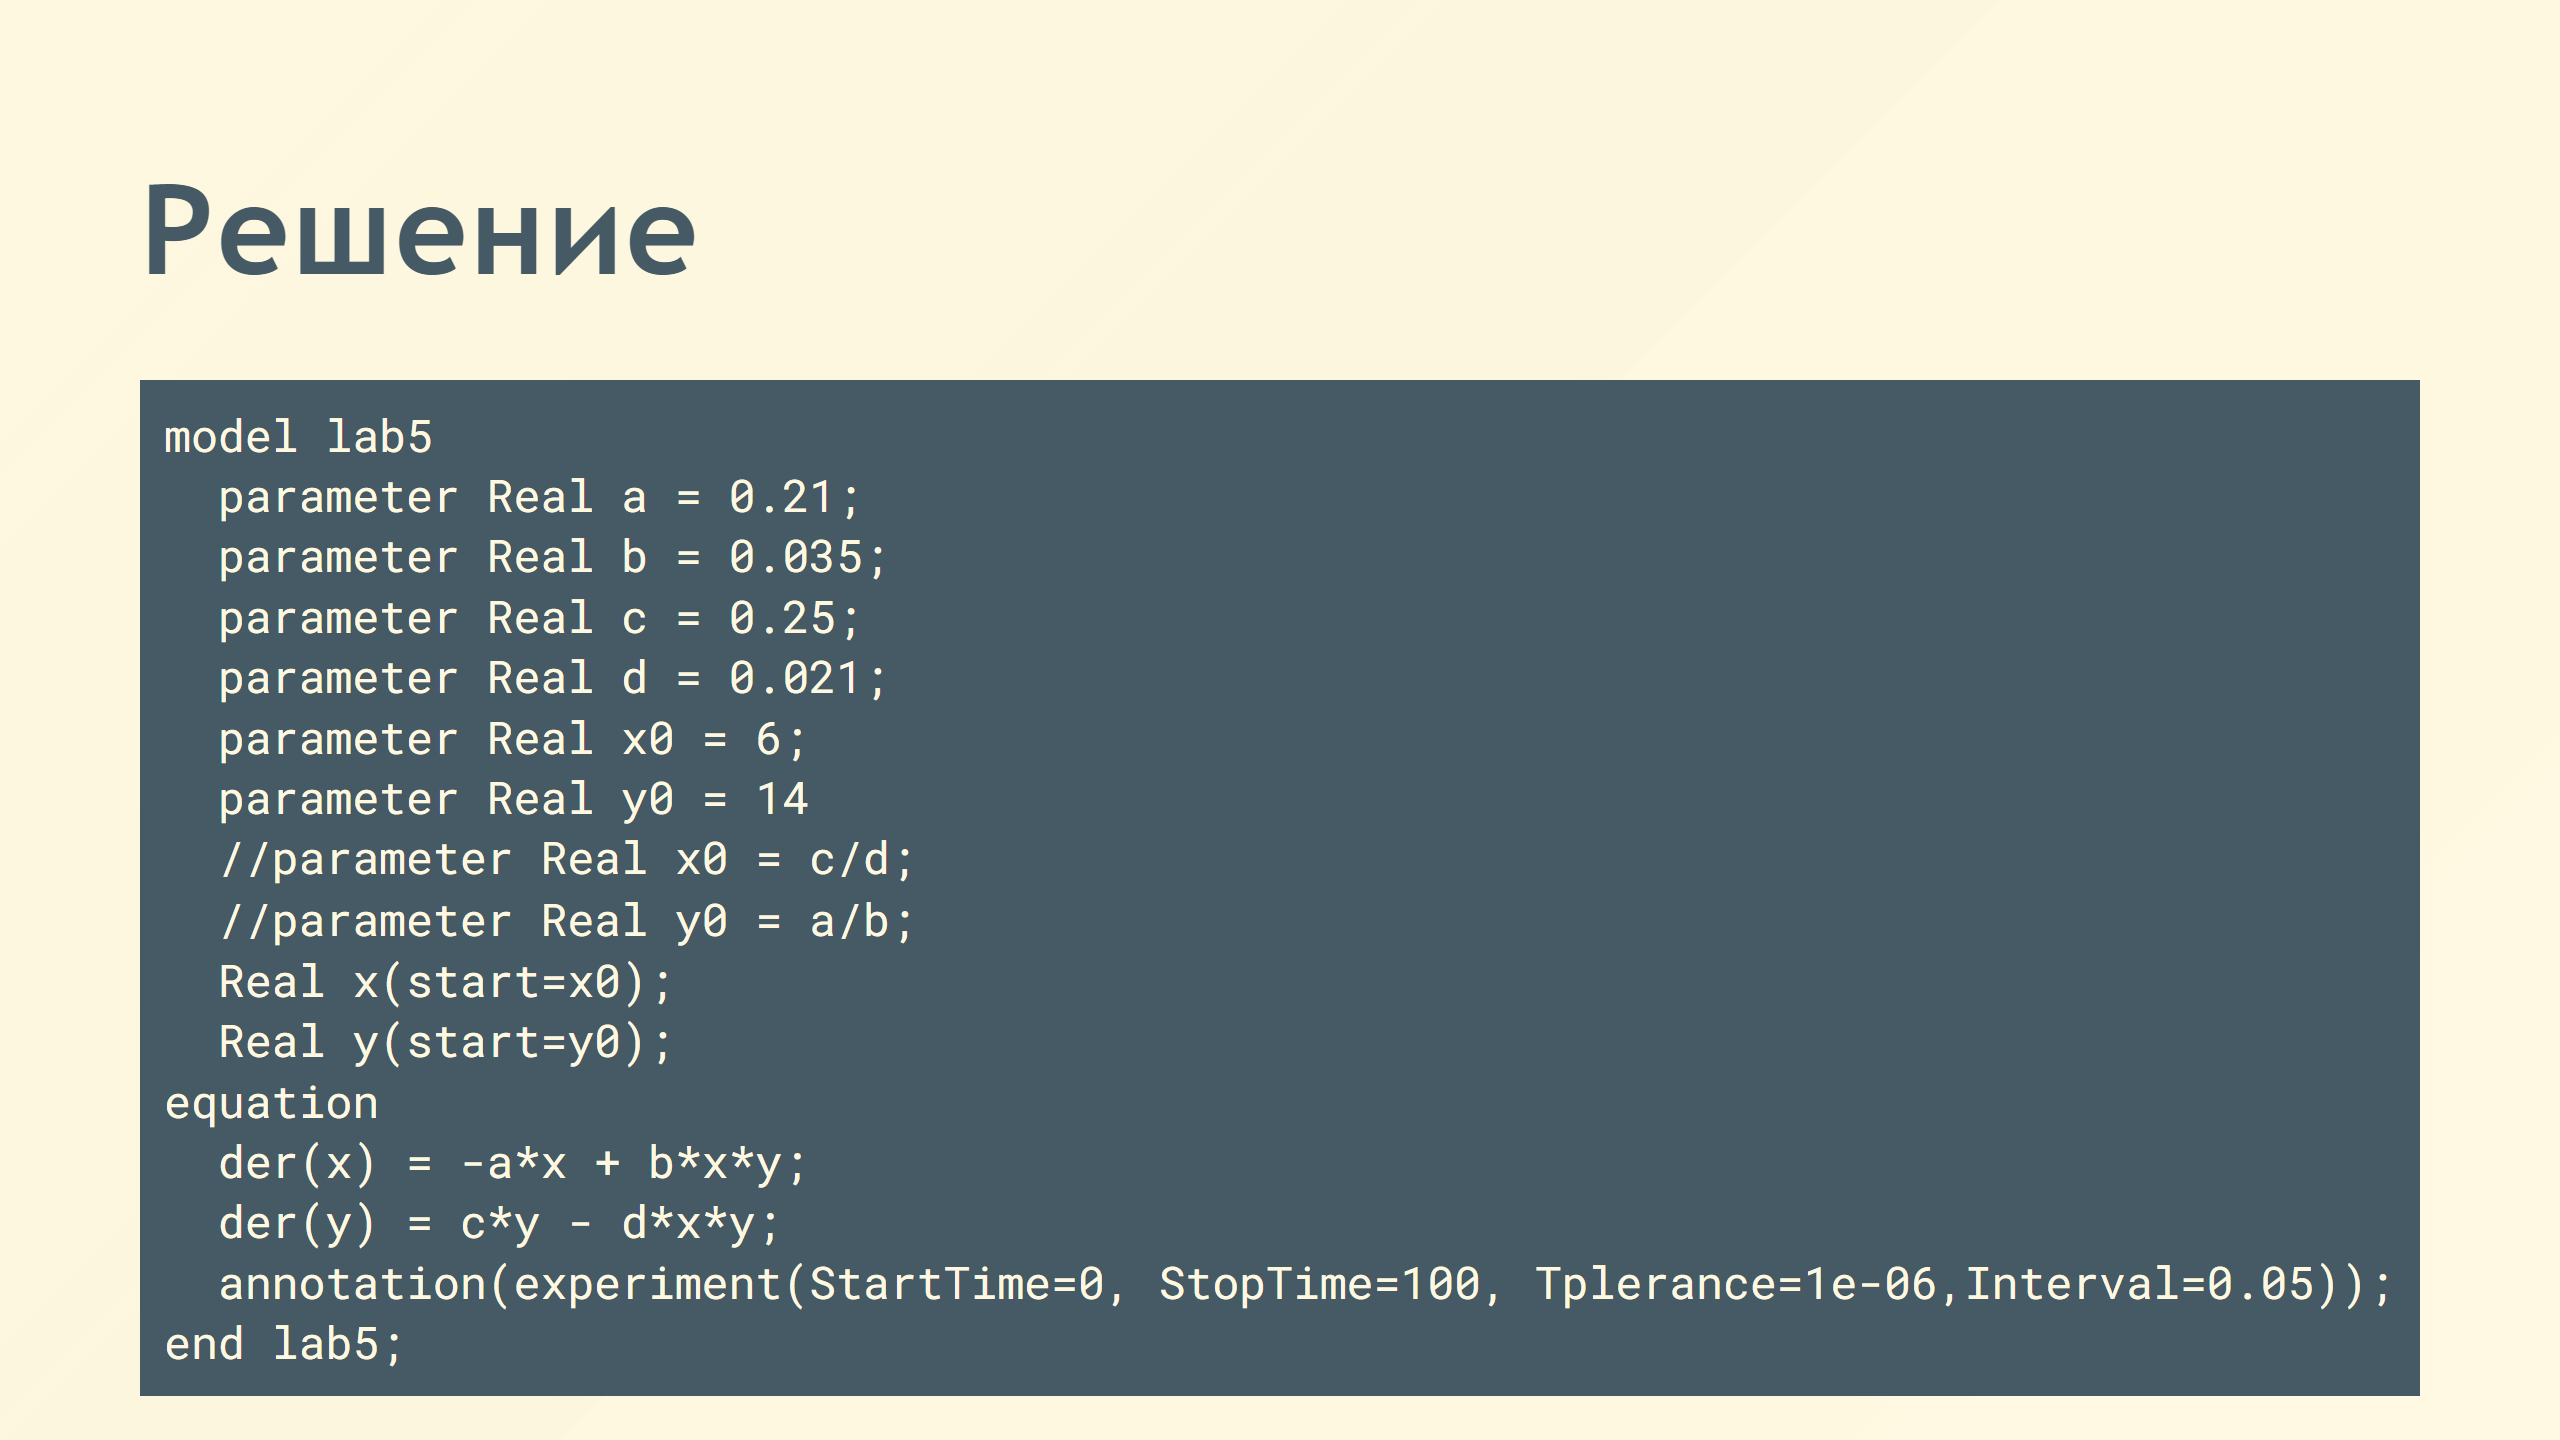 Решение
model lab5
  parameter Real a = 0.21;
  parameter Real b = 0.035;
  parameter Real c = 0.25;
  parameter Real d = 0.021;
  parameter Real x0 = 6;
  parameter Real y0 = 14
  //parameter Real x0 = c/d;
  //parameter Real y0 = a/b;
  Real x(start=x0);
  Real y(start=y0);
equation
  der(x) = -a*x + b*x*y;
  der(y) = c*y - d*x*y;
  annotation(experiment(StartTime=0, StopTime=100, Tplerance=1e-06,Interval=0.05));
end lab5;